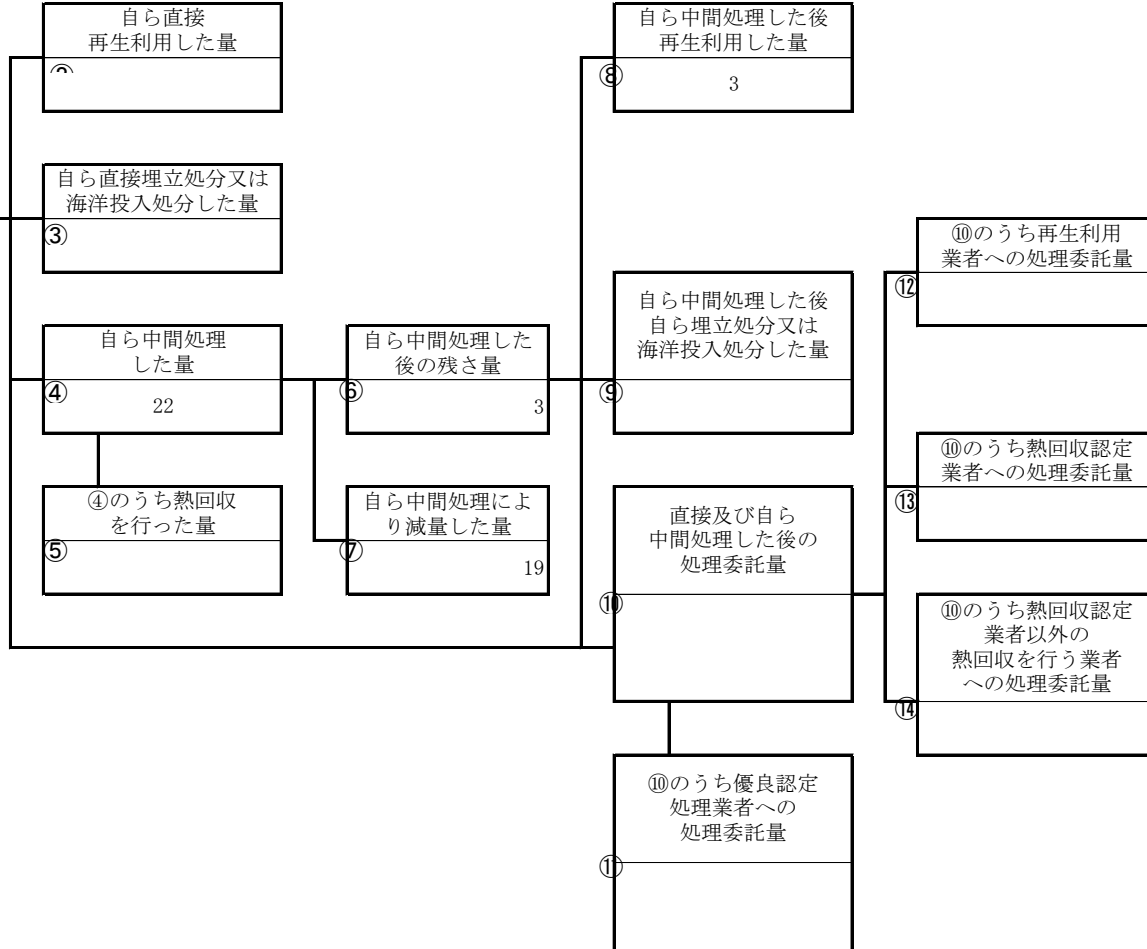 自ら直接
再生利用した量
自ら中間処理した後
再生利用した量
⑧
3
自ら直接埋立処分又は
海洋投入処分した量
③
⑩のうち再生利用
業者への処理委託量
⑫
自ら中間処理した後
自ら埋立処分又は
海洋投入処分した量
⑨
自ら中間処理
した量
④
22
自ら中間処理した
後の残さ量
⑥
3
⑩のうち熱回収認定
業者への処理委託量
⑬
④のうち熱回収
を行った量
⑤
自ら中間処理によ
り減量した量
⑦
19
直接及び自ら
中間処理した後の
処理委託量
⑩
⑩のうち熱回収認定
業者以外の
熱回収を行う業者
への処理委託量
⑭
⑩のうち優良認定
処理業者への
処理委託量
⑪